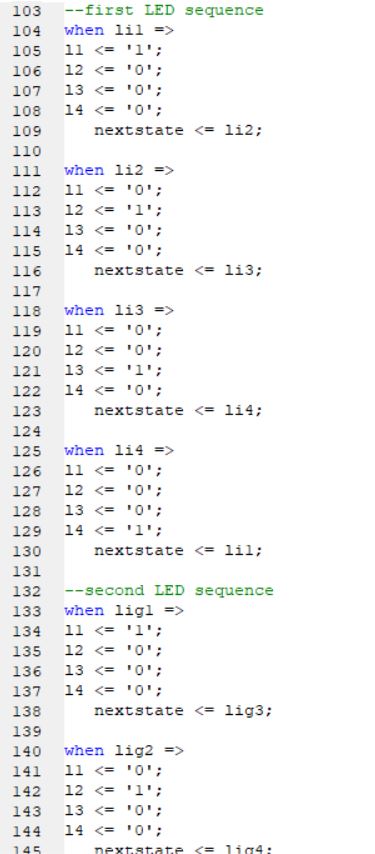 103 --first LED sequence
104 when li1 =>
105 l1 <= '1';
106 l2 <= '0';
107 l3 <= '0';
108 l4 <= '0';
109 nextstate <= li2;
110
111 when li2 =>
112 l1 <= '0';
113 l2 <= '1';
114 l3 <= '0';
115 l4 <= '0';
116 nextstate <= li3;
117
118 when li3 =>
119 l1 <= '0';
120 l2 <= '0';
121 l3 <= '1';
122 l4 <= '0';
123 nextstate <= li4;
124
125 when li4 =>
126 l1 <= '0';
127 l2 <= '0';
128 l3 <= '0';
129 l4 <= '1';
130 nextstate <= li1;
131
132 --second LED sequence
133 when lig1 =>
134 l1 <= '1';
135 l2 <= '0';
136 l3 <= '0';
137 l4 <= '0';
138 nextstate <= lig3;
139
140 when lig2 =>
141 l1 <= '0';
142 l2 <= '1';
143 l3 <= '0';
144 l4 <= '0';
145 nextstate <= lig4;